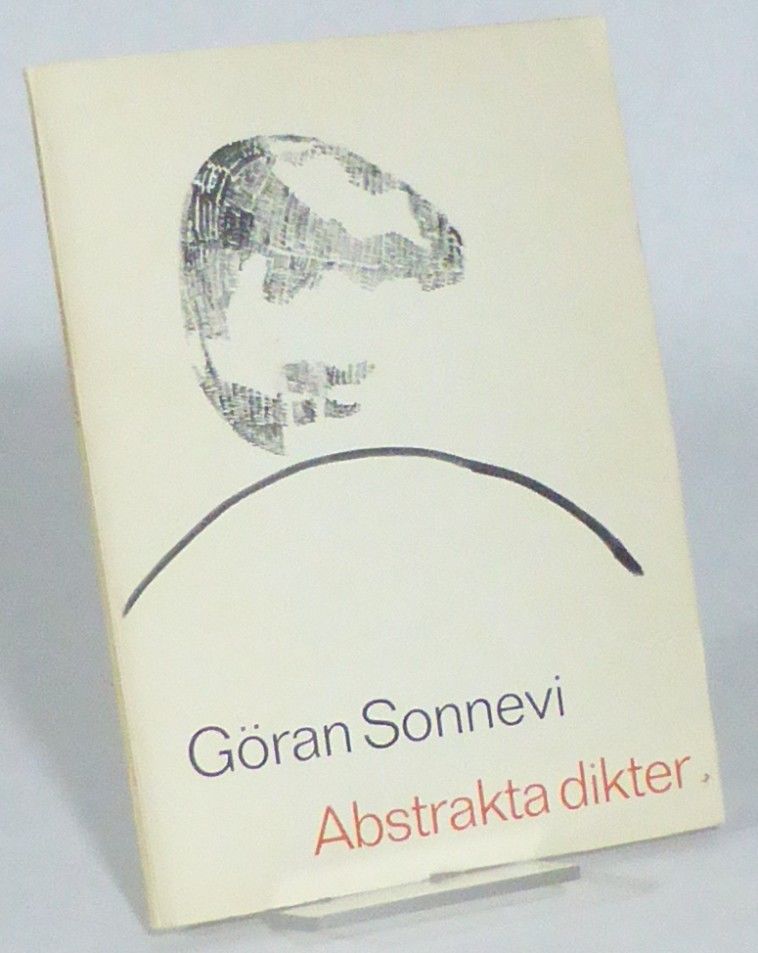 Göran Sonnevi
Abstrakta dikter